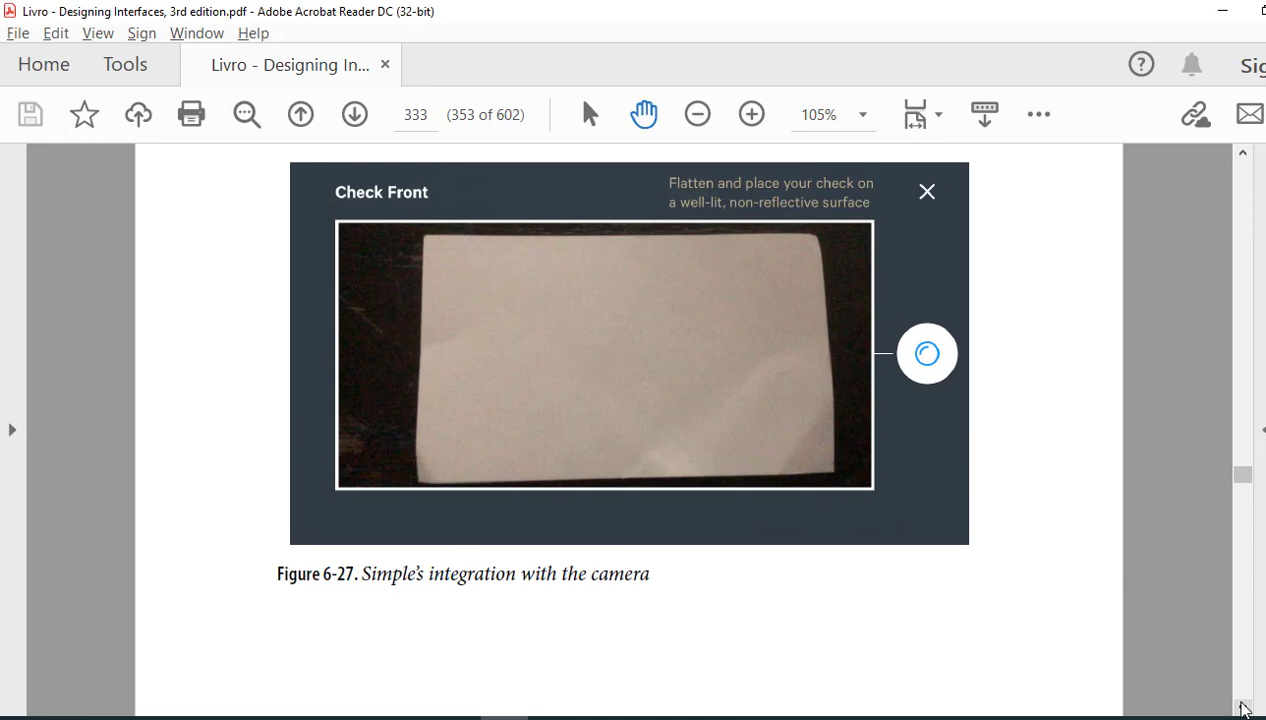 Livro - Designing Interfaces, 3rd edition.pdf - Adobe Acrobat Reader DC (32-bit)
File Edit View Sign Window Help
Home Tools Livro - Designing In... ×
333 (353 of 602) 105%
Check Front
Flatten and place your check on
a well-lit, non-reflective surface
Figure 6-27. Simple's integration with the camera